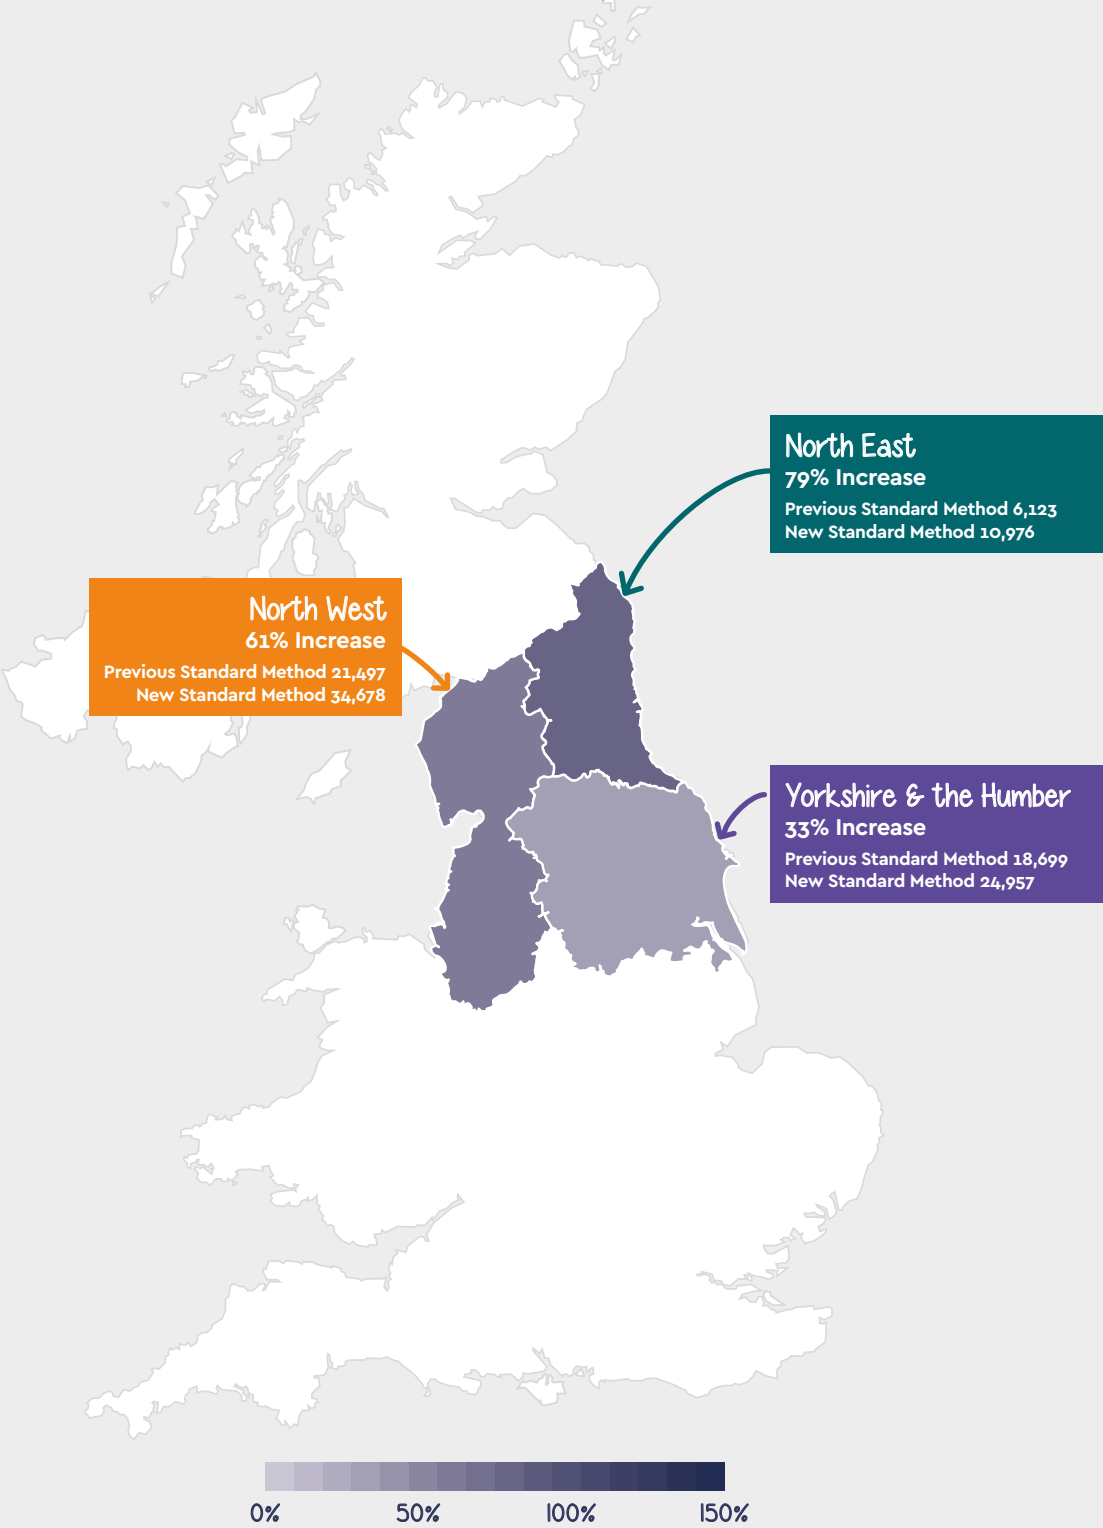 North East
79% Increase
Previous Standard Method 6,123
New Standard Method 10,976
North West
61% Increase
Previous Standard Method 21,497
New Standard Method 34,678
Yorkshire & the Humber
33% Increase
Previous Standard Method 18,699
New Standard Method 24,957
0% 50% 100% 150%